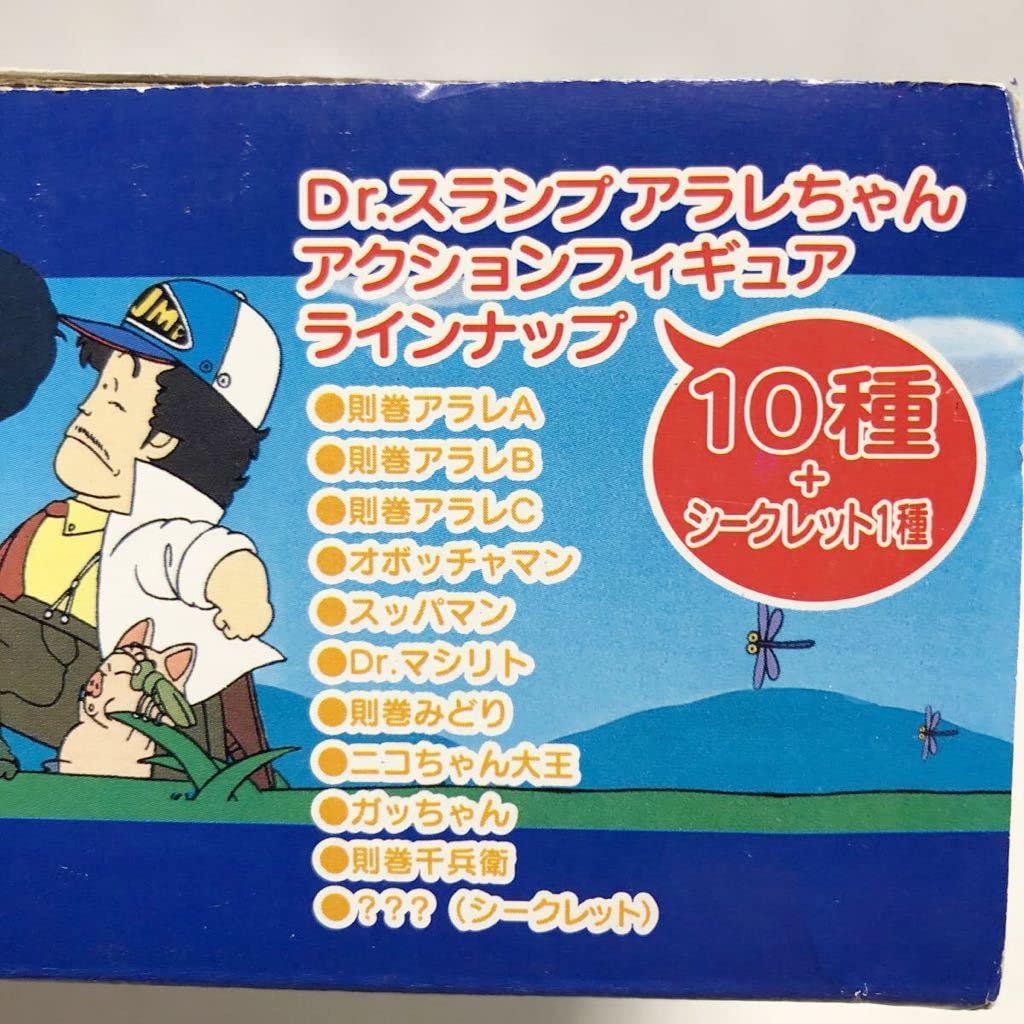 Dr.スランプ アラレちゃん
アクションフィギュア
ラインナップ
10種
+
シークレット1種
JMP
●則巻アラレA
●則巻アラレB
●則巻アラレC
●オボッチャマン
●スッパマン
●Dr.マシリト
●則巻みどり
●ニコちゃん大王
●ガッちゃん
●則巻千兵衛
●???(シークレット)